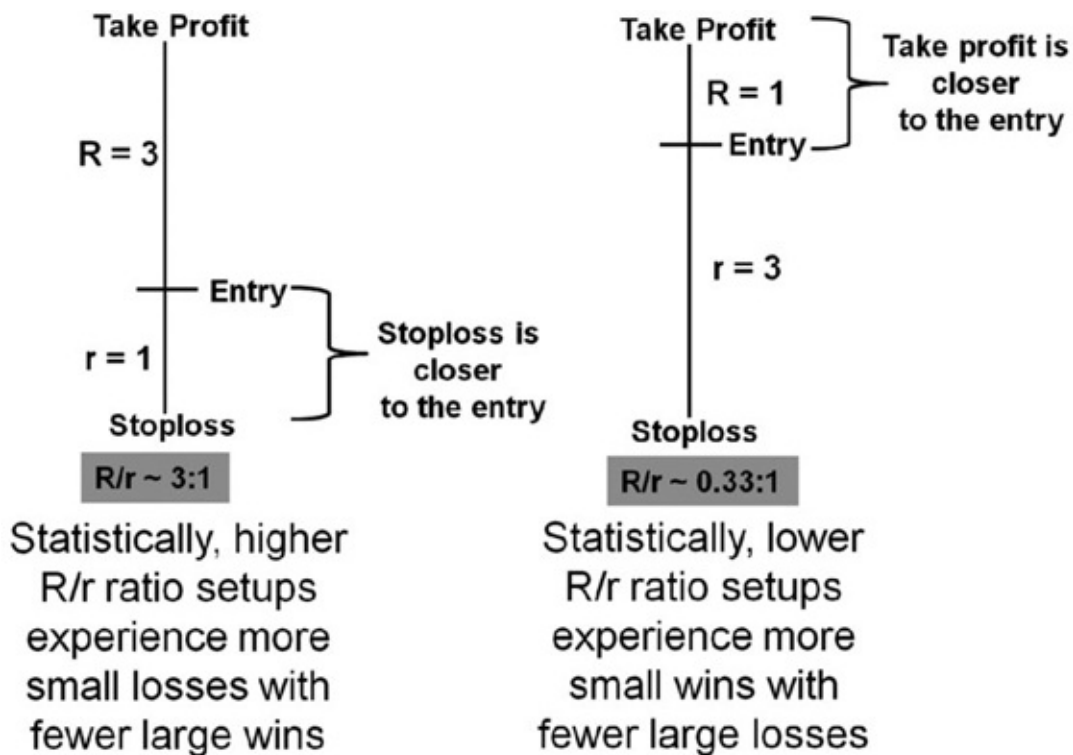 Take Profit
R = 3
Entry
r = 1
Stoploss is
closer
to the entry
Stoploss
R/r ~ 3:1
Statistically, higher
R/r ratio setups
experience more
small losses with
fewer large wins
Take Profit
R = 1
Take profit is
closer
to the entry
Entry
r = 3
Stoploss
R/r ~ 0.33:1
Statistically, lower
R/r ratio setups
experience more
small wins with
fewer large losses